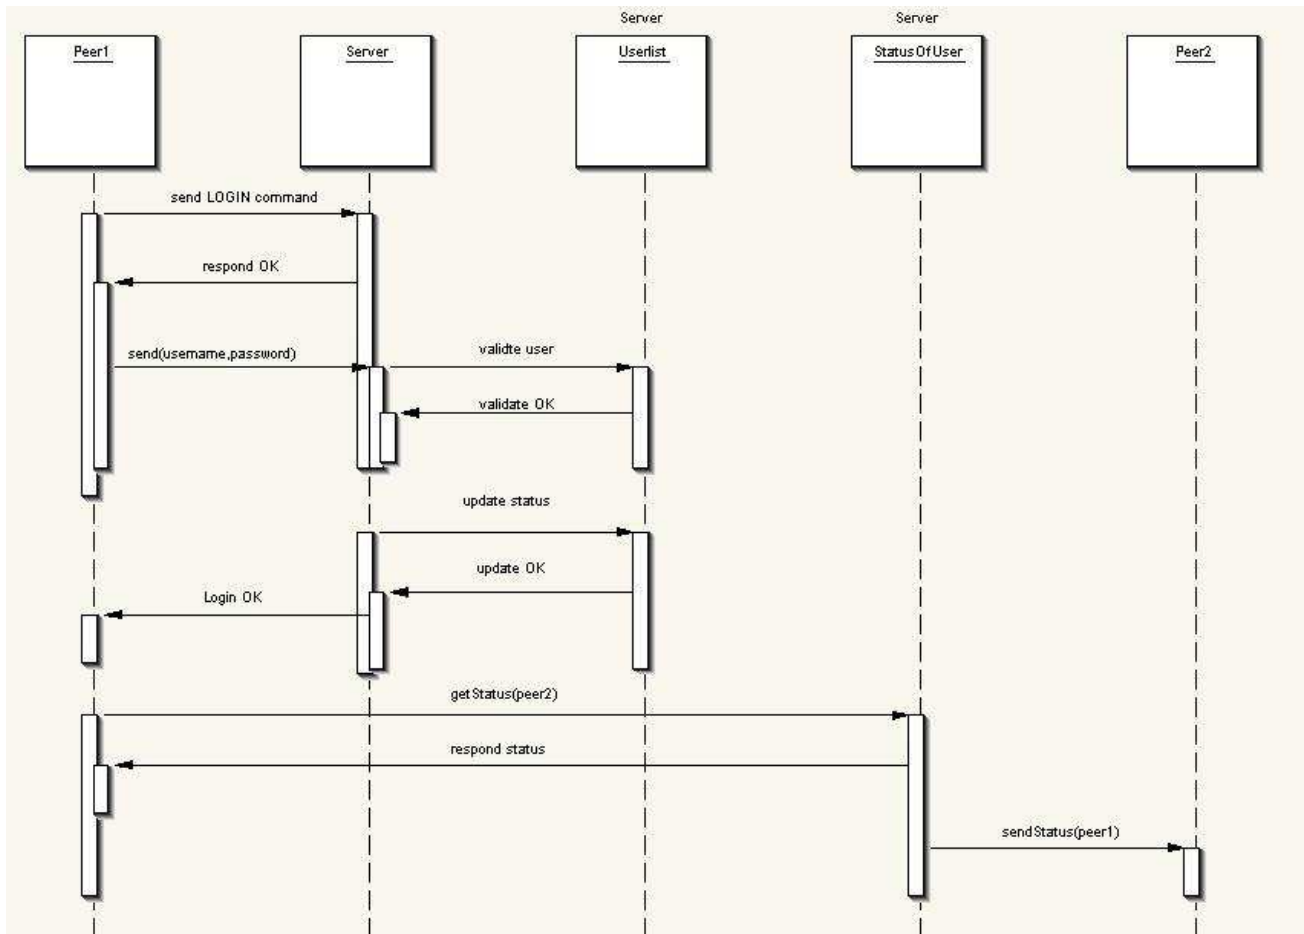 Server
Server
Peer1
Server
Userlist
StatusOfUser
Peer2
send LOGIN command
respond OK
send(username,password)
validte user
validate OK
update status
update OK
Login OK
getStatus(peer2)
respond status
sendStatus(peer1)